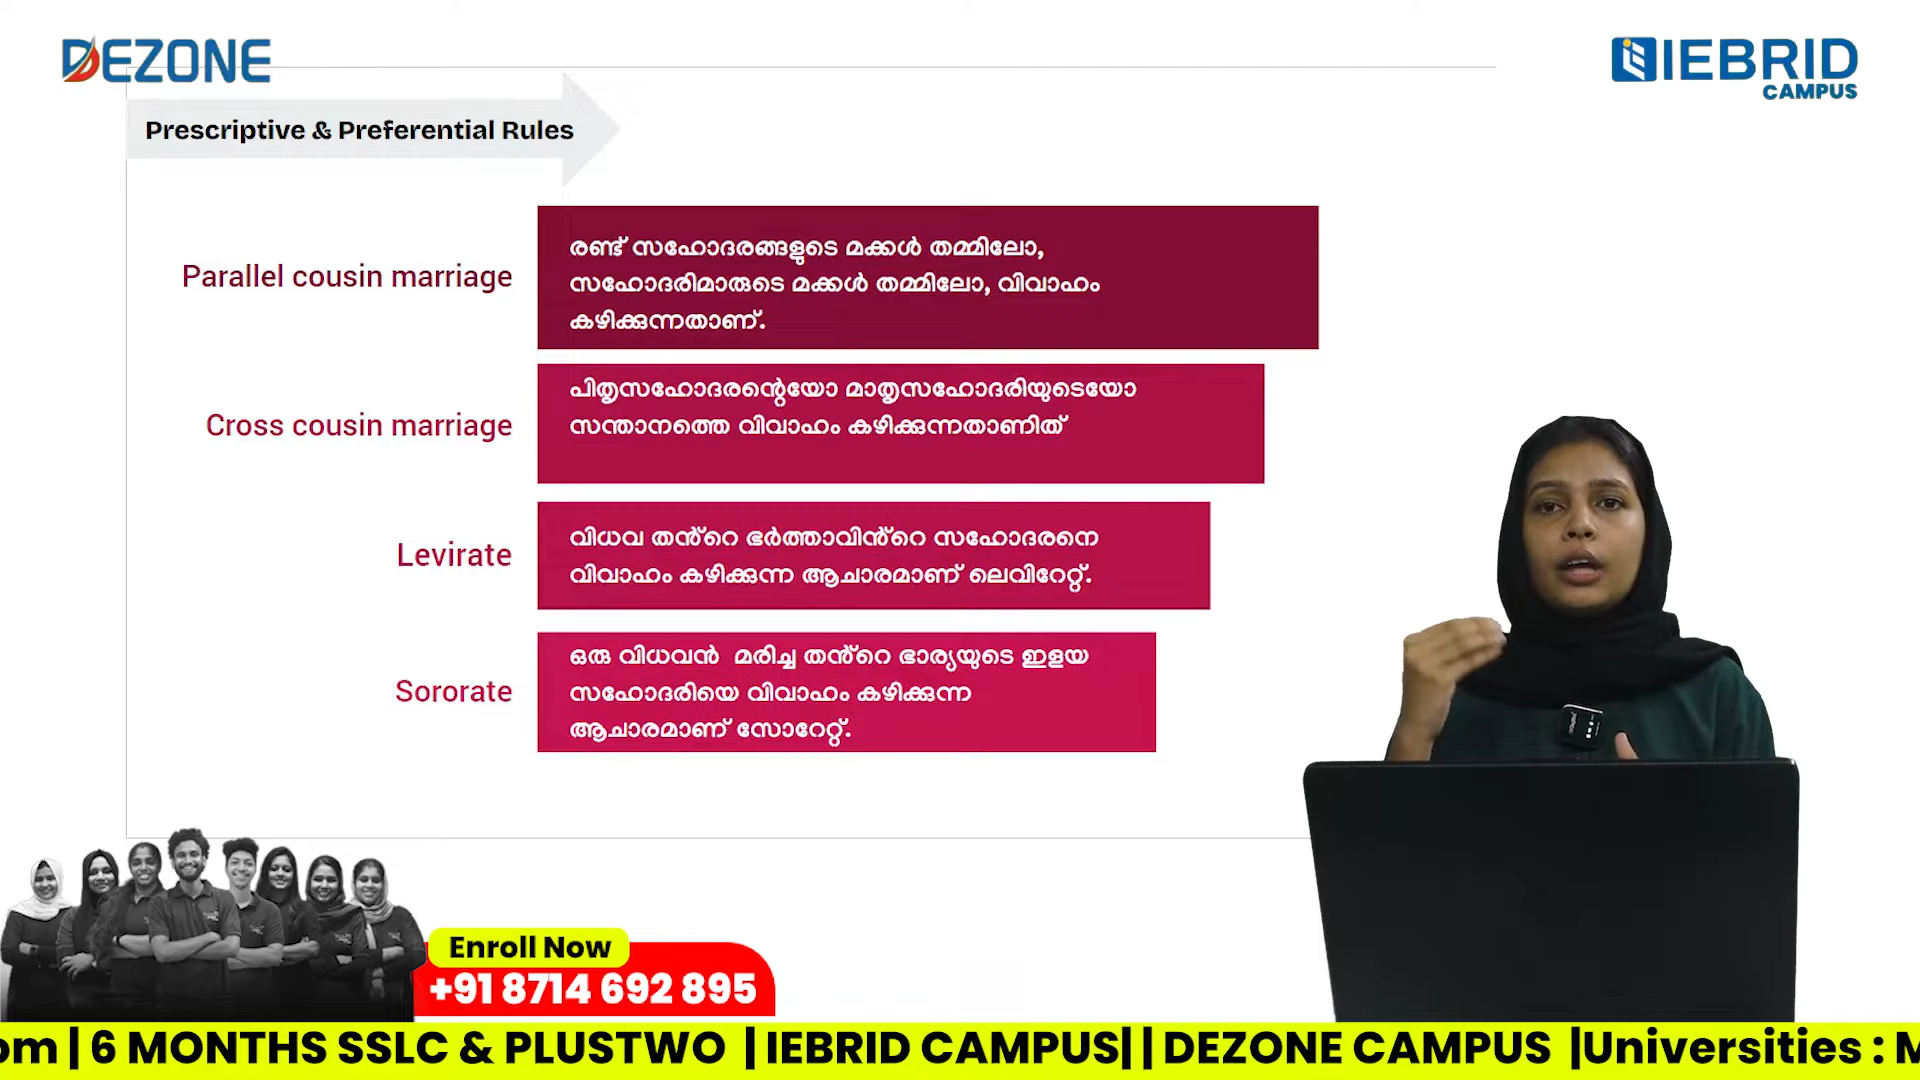 DEZONE
IEBRID
CAMPUS
Prescriptive & Preferential Rules
Parallel cousin marriage
രണ്ട് സഹോദരങ്ങളുടെ മക്കൾ തമ്മിലോ,
സഹോദരിമാരുടെ മക്കൾ തമ്മിലോ, വിവാഹം
കഴിക്കുന്നതാണ്.
Cross cousin marriage
പിതൃസഹോദരന്റെയോ മാതൃസഹോദരിയുടെയോ
സന്താനത്തെ വിവാഹം കഴിക്കുന്നതാണിത്
Levirate
വിധവ തൻ്റെ ഭർത്താവിൻ്റെ സഹോദരനെ
വിവാഹം കഴിക്കുന്ന ആചാരമാണ് ലെവിറേറ്റ്.
Sororate
ഒരു വിധവൻ മരിച്ച തൻ്റെ ഭാര്യയുടെ ഇളയ
സഹോദരിയെ വിവാഹം കഴിക്കുന്ന
ആചാരമാണ് സോറേറ്റ്.
Enroll Now
+91 8714 692 895
om | 6 MONTHS SSLC & PLUSTWO | IEBRID CAMPUS| | DEZONE CAMPUS |Universities : M